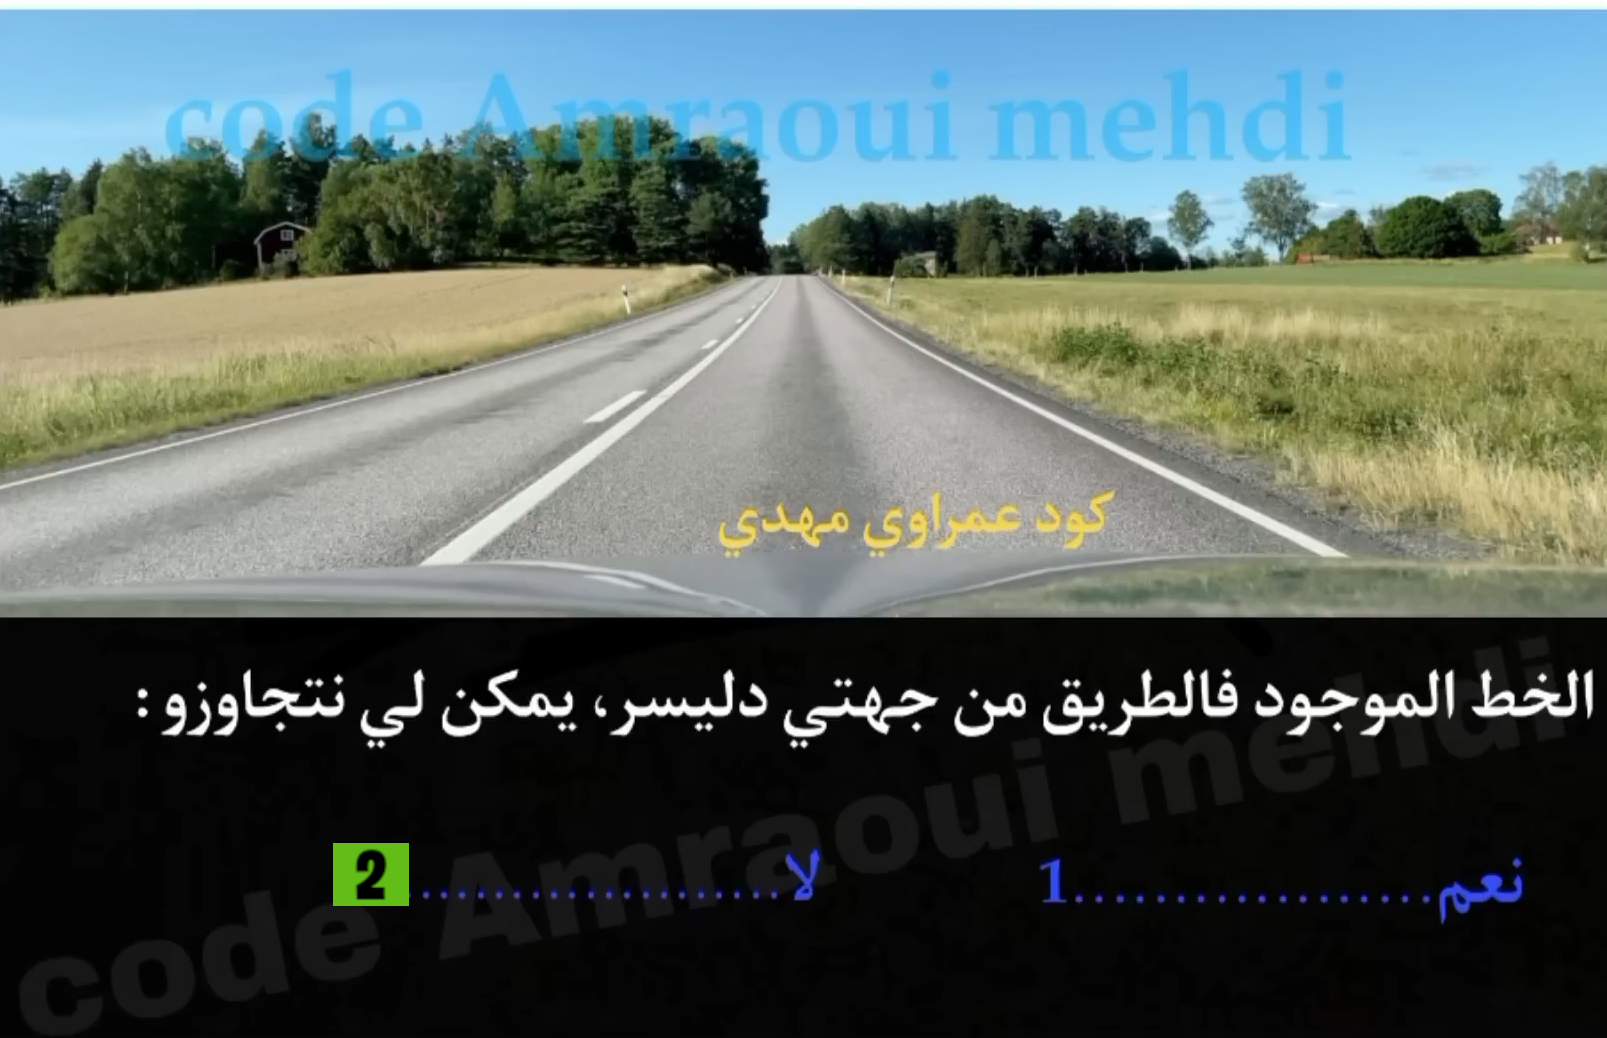 code Amraoui mehdi
كود عمراوي مهدي
الخط الموجود فالطريق من جهتي دليسر، يمكن لي نتجاوزو :
نعم..................1
لا...................2
code Amraoui mehdi